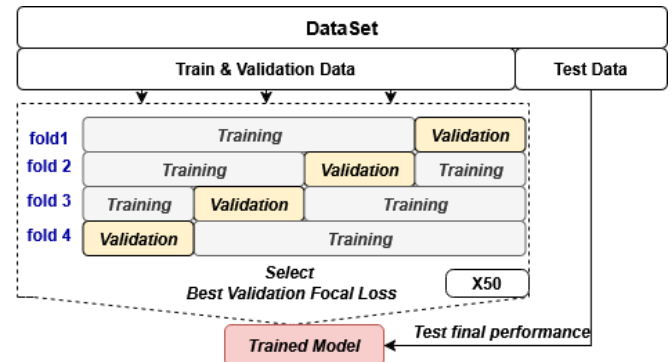 DataSet
Train & Validation Data Test Data
fold1 Training Validation
fold 2 Training Validation Training
fold 3 Training Validation Training
fold 4 Validation Training
Select
Best Validation Focal Loss
X50
Test final performance
Trained Model